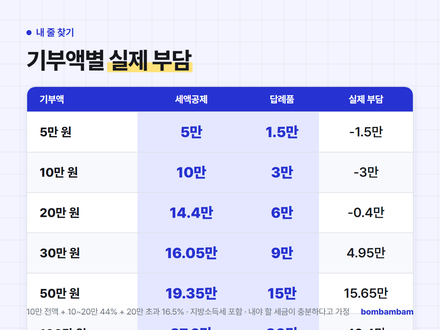 내 줄 찾기
기부액별 실제 부담
기부액 세액공제 답례품 실제 부담
5만 원 5만 1.5만 -1.5만
10만 원 10만 3만 -3만
20만 원 14.4만 6만 -0.4만
30만 원 16.05만 9만 4.95만
50만 원 19.35만 15만 15.65만
10만 전액 + 10~20만 44% + 20만 초과 16.5% · 지방소득세 포함 · 내야 할 세금이 충분하다고 가정 bombambam